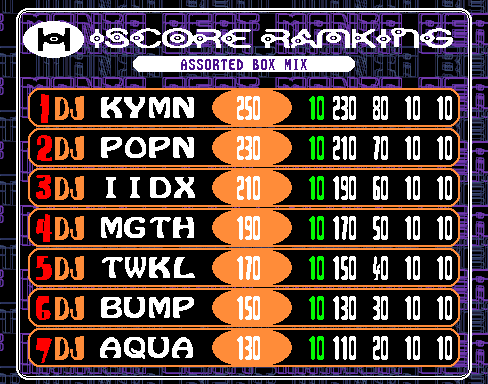 SCORE RANKING
ASSORTED BOX MIX
1DJ KYMN 250 10 230 80 10 10
2DJ POPN 230 10 210 70 10 10
3DJ IIDX 210 10 190 60 10 10
4DJ MGTH 190 10 170 50 10 10
5DJ TWKL 170 10 150 40 10 10
6DJ BUMP 150 10 130 30 10 10
7DJ AQUA 130 10 110 20 10 10